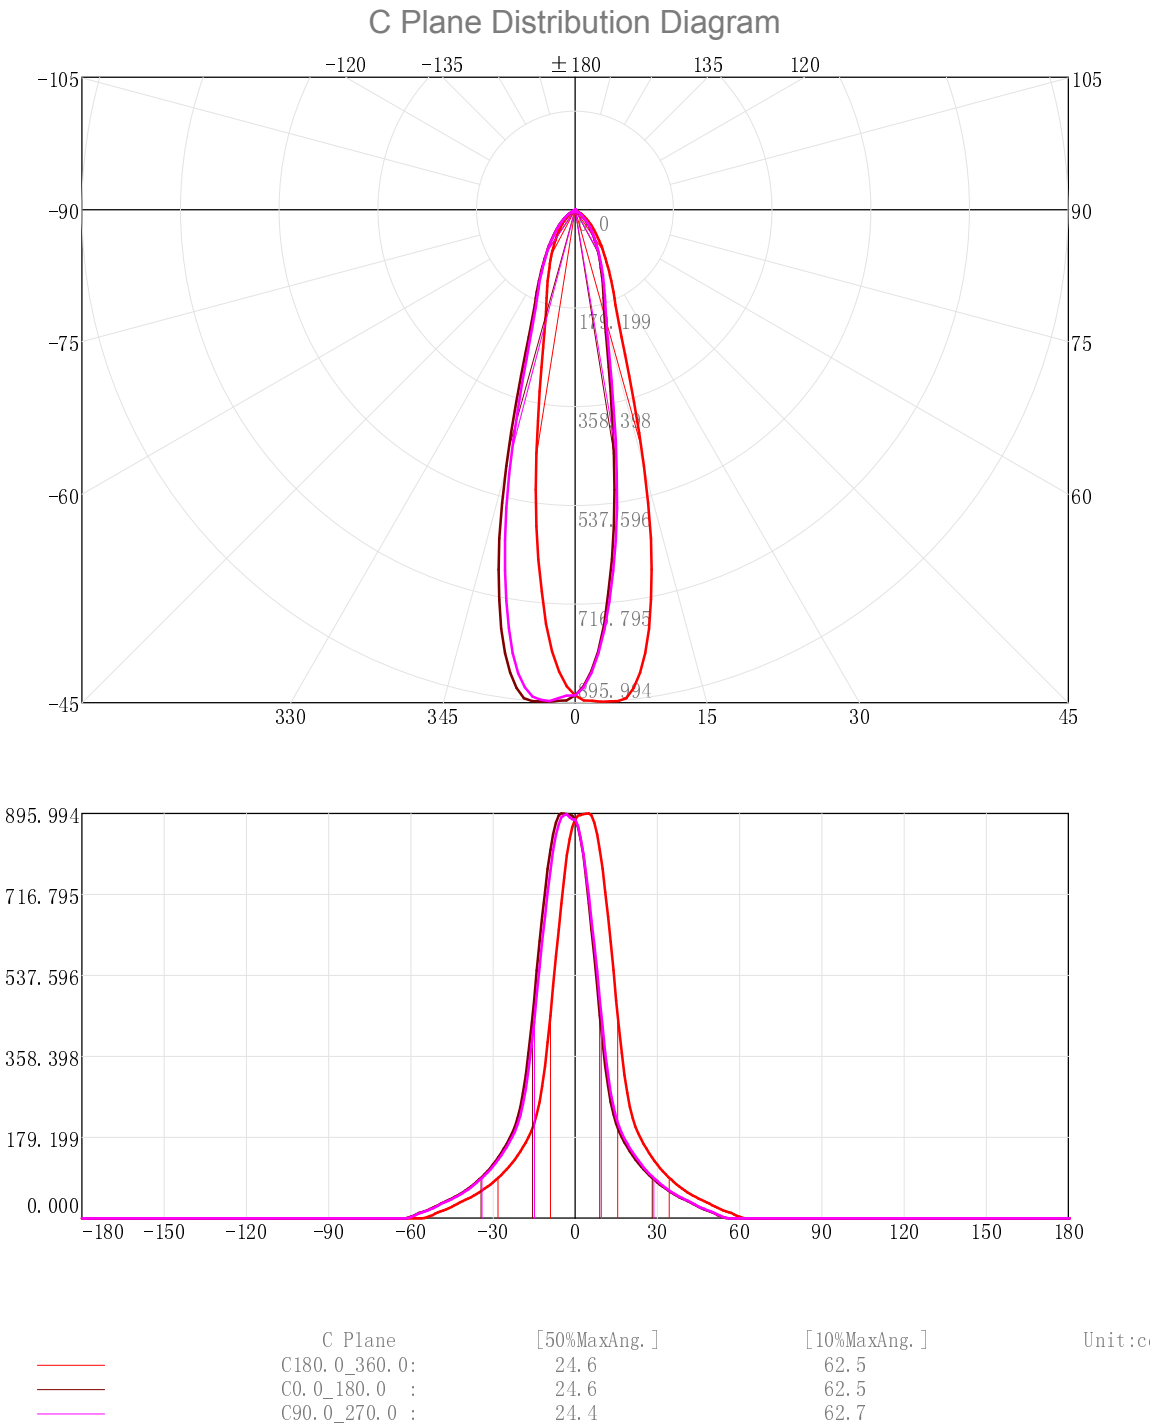 C Plane Distribution Diagram
-120 -135 ±180 135 120
-105 105
-90 90
0
179.199
-75 75
358.398
-60 60
537.596
716.795
895.994
-45
330 345 0 15 30 45
895.994
716.795
537.596
358.398
179.199
0.000
-180 -150 -120 -90 -60 -30 0 30 60 90 120 150 180
C Plane [50%MaxAng.] [10%MaxAng.]
C180.0_360.0: 24.6 62.5
C0.0_180.0 : 24.6 62.5
C90.0_270.0 : 24.4 62.7